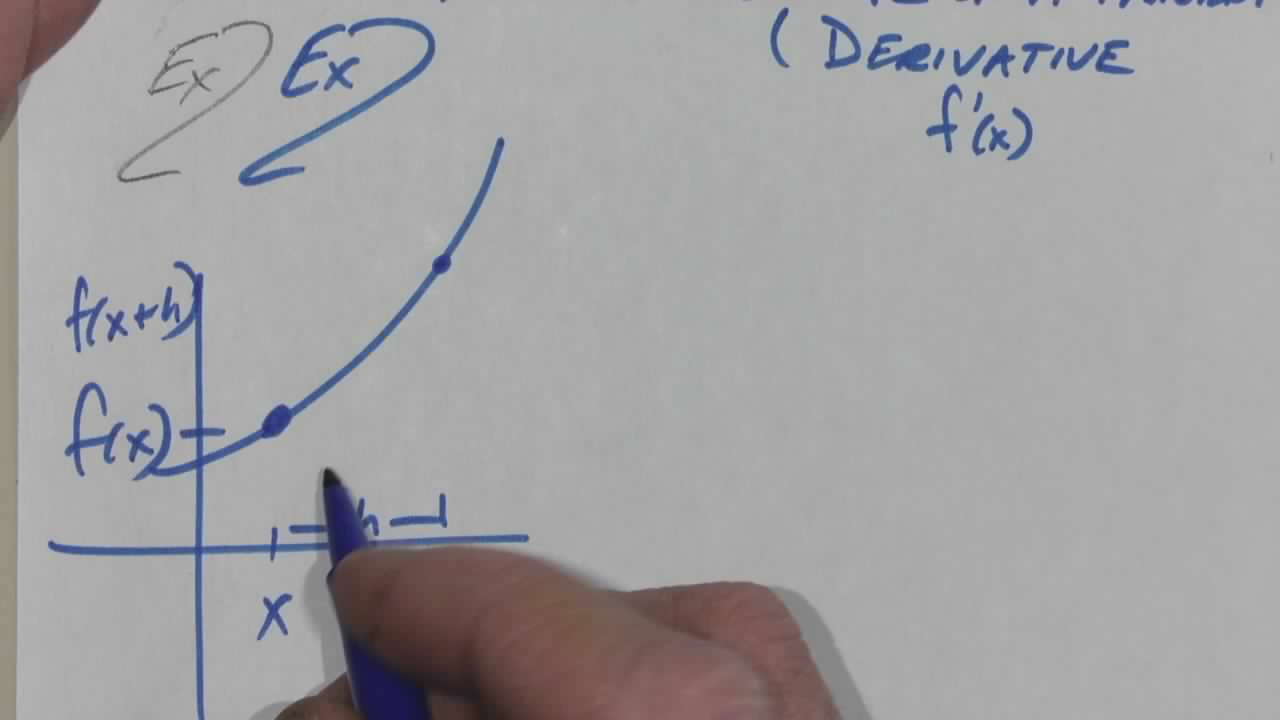 Ex Ex
( DERIVATIVE
f'(x)
f(x+h)
f(x)
h
x